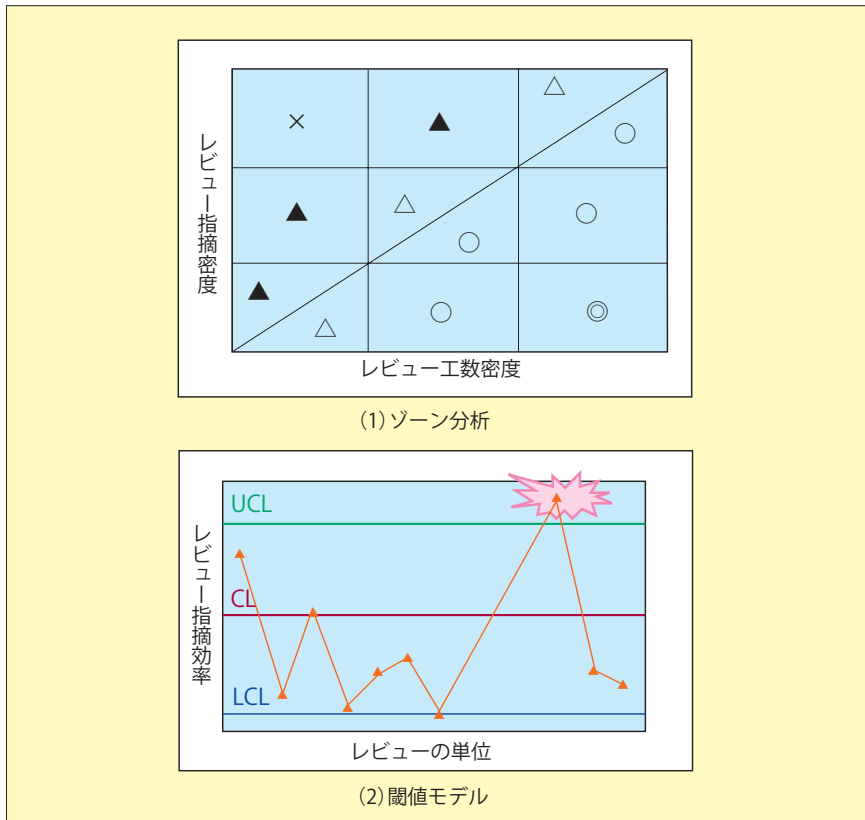 レビュー指摘密度
レビュー工数密度
(1)ゾーン分析
UCL
CL
LCL
レビュー指摘効率
レビューの単位
(2)閾値モデル